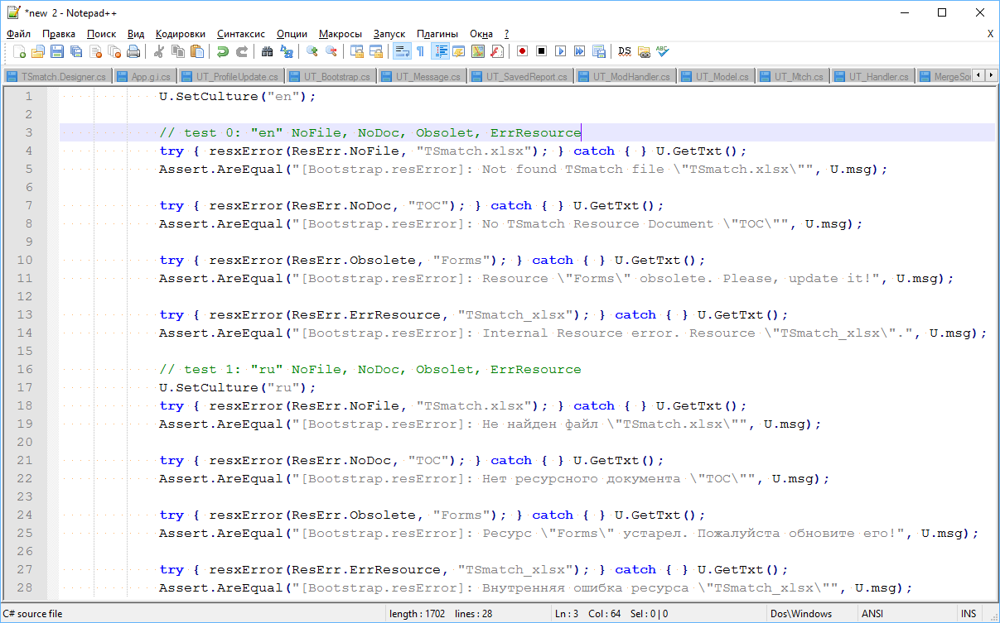 *new 2 - Notepad++
Файл Правка Поиск Вид Кодировки Синтаксис Опции Макросы Запуск Плагины Окна ? X
TSmatch.Designer.cs App.g.i.cs UT_ProfileUpdate.cs UT_Bootstrap.cs UT_Message.cs UT_SavedReport.cs UT_ModHandler.cs UT_Model.cs UT_Mtch.cs UT_Handler.cs MergeSo
1 U.SetCulture("en");
2
3 // test 0: "en" NoFile, NoDoc, Obsolet, ErrResource
4 try { resxError(ResErr.NoFile, "TSmatch.xlsx"); } catch { } U.GetTxt();
5 Assert.AreEqual("[Bootstrap.resError]: Not found TSmatch file \"TSmatch.xlsx\"", U.msg);
6
7 try { resxError(ResErr.NoDoc, "TOC"); } catch { } U.GetTxt();
8 Assert.AreEqual("[Bootstrap.resError]: No TSmatch Resource Document \"TOC\"", U.msg);
9
10 try { resxError(ResErr.Obsolete, "Forms"); } catch { } U.GetTxt();
11 Assert.AreEqual("[Bootstrap.resError]: Resource \"Forms\" obsolete. Please, update it!", U.msg);
12
13 try { resxError(ResErr.ErrResource, "TSmatch_xlsx"); } catch { } U.GetTxt();
14 Assert.AreEqual("[Bootstrap.resError]: Internal Resource error. Resource \"TSmatch_xlsx\".", U.msg);
15
16 // test 1: "ru" NoFile, NoDoc, Obsolet, ErrResource
17 U.SetCulture("ru");
18 try { resxError(ResErr.NoFile, "TSmatch.xlsx"); } catch { } U.GetTxt();
19 Assert.AreEqual("[Bootstrap.resError]: Не найден файл \"TSmatch.xlsx\"", U.msg);
20
21 try { resxError(ResErr.NoDoc, "TOC"); } catch { } U.GetTxt();
22 Assert.AreEqual("[Bootstrap.resError]: Нет ресурсного документа \"TOC\"", U.msg);
23
24 try { resxError(ResErr.Obsolete, "Forms"); } catch { } U.GetTxt();
25 Assert.AreEqual("[Bootstrap.resError]: Ресурс \"Forms\" устарел. Пожалуйста обновите его!", U.msg);
26
27 try { resxError(ResErr.ErrResource, "TSmatch_xlsx"); } catch { } U.GetTxt();
28 Assert.AreEqual("[Bootstrap.resError]: Внутренняя ошибка ресурса \"TSmatch_xlsx\"", U.msg);
C# source file length : 1702 lines : 28 Ln : 3 Col : 64 Sel : 0 | 0 Dos\Windows ANSI INS